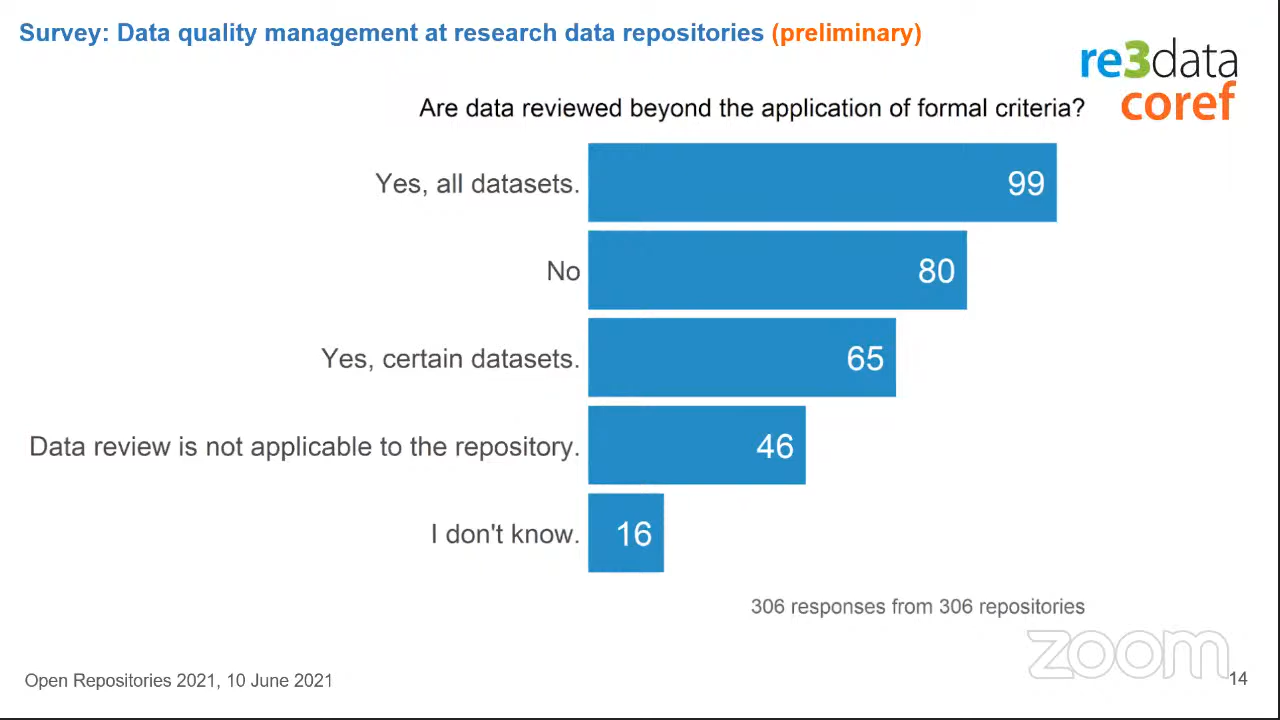 Survey: Data quality management at research data repositories (preliminary)
re3data
coref
Are data reviewed beyond the application of formal criteria?
Yes, all datasets. 99
No 80
Yes, certain datasets. 65
Data review is not applicable to the repository. 46
I don't know. 16
306 responses from 306 repositories
zoom
Open Repositories 2021, 10 June 2021
14